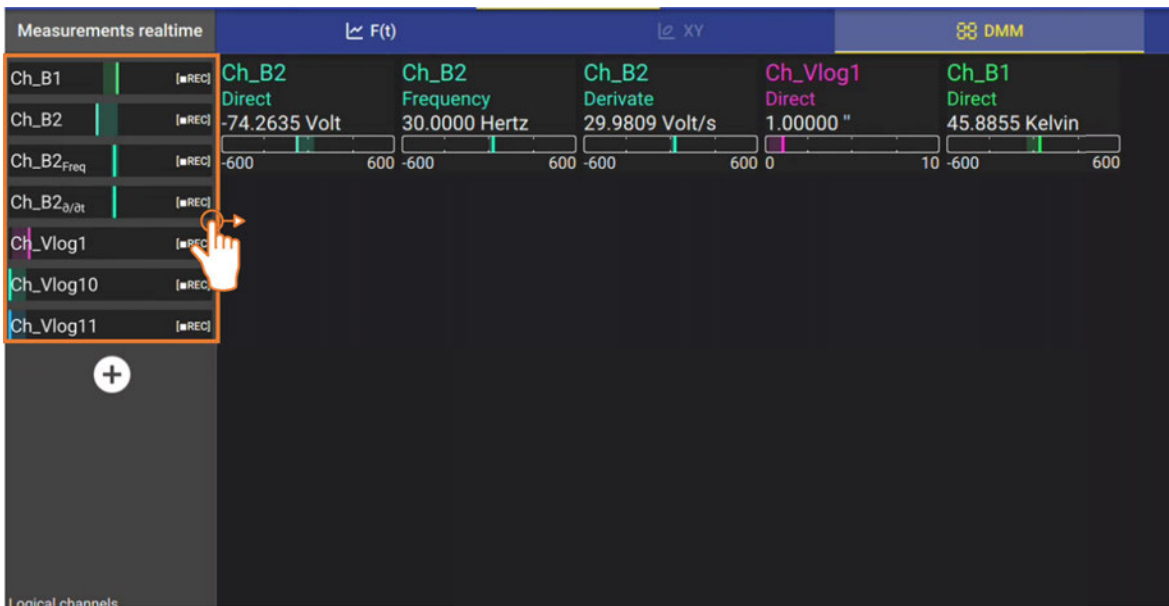 Measurements realtime
F(t)
XY
DMM
Ch_B1 [■REC]
Ch_B2 [■REC]
Ch_B2Freq [■REC]
Ch_B2∂/∂t [■REC]
Ch_Vlog1 [■REC]
Ch_Vlog10 [■REC]
Ch_Vlog11 [■REC]
Ch_B2
Direct
-74.2635 Volt
-600 600
Ch_B2
Frequency
30.0000 Hertz
-600 600
Ch_B2
Derivate
29.9809 Volt/s
-600 600
Ch_Vlog1
Direct
1.00000 "
0 10
Ch_B1
Direct
45.8855 Kelvin
-600 600
Logical channels